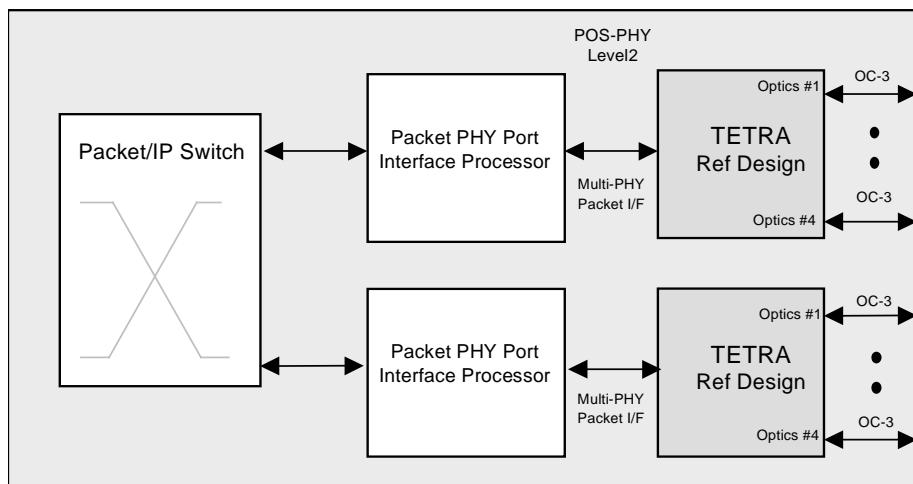 POS-PHY
Level2
Packet/IP Switch
Packet PHY Port
Interface Processor
Multi-PHY
Packet I/F
Optics #1
TETRA
Ref Design
Optics #4
OC-3
OC-3
Packet PHY Port
Interface Processor
Multi-PHY
Packet I/F
Optics #1
TETRA
Ref Design
Optics #4
OC-3
OC-3